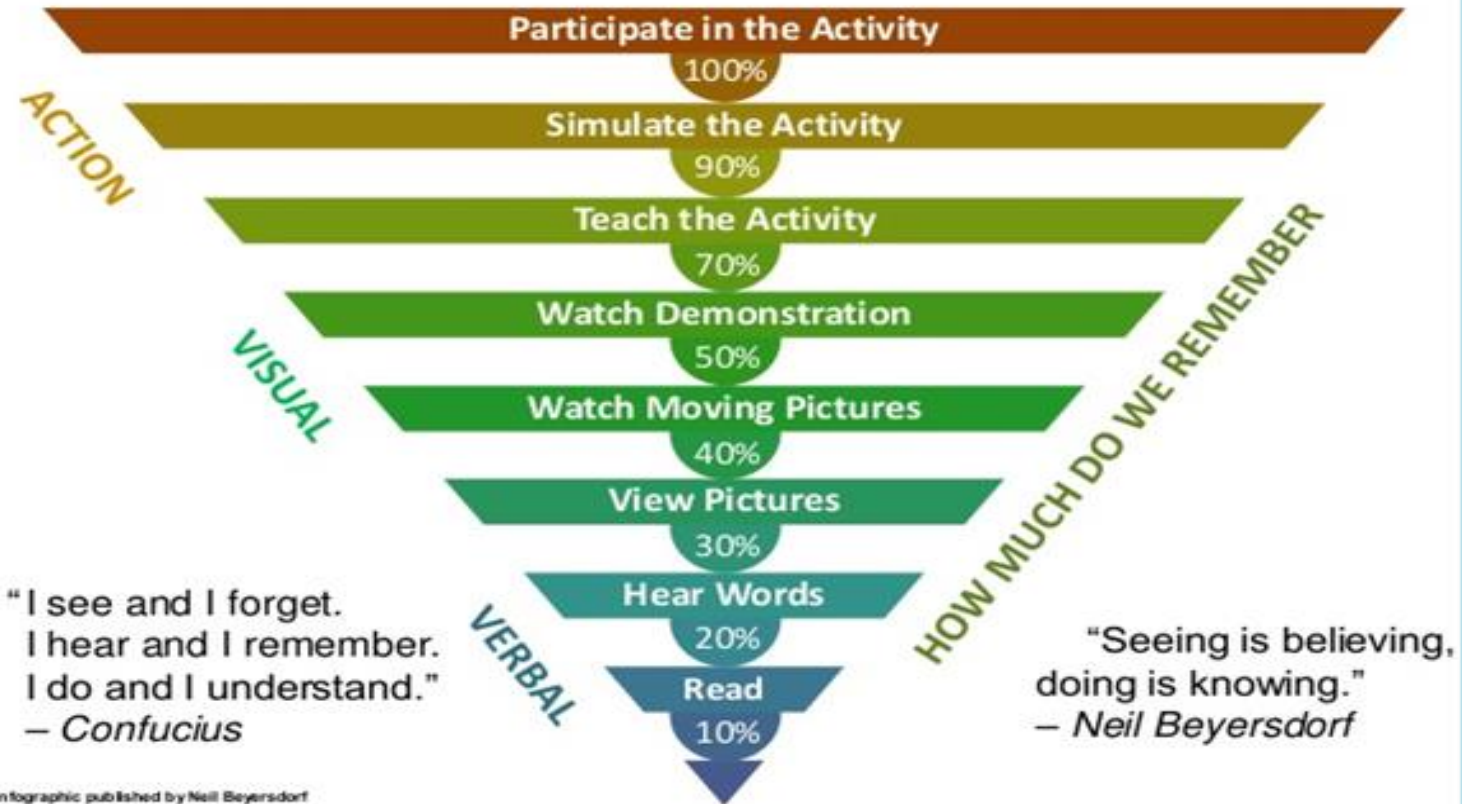 Participate in the Activity
100%
ACTION
Simulate the Activity
90%
Teach the Activity
70%
Watch Demonstration
50%
VISUAL
Watch Moving Pictures
40%
View Pictures
30%
HOW MUCH DO WE REMEMBER
Hear Words
20%
VERBAL
Read
10%
“I see and I forget.
I hear and I remember.
I do and I understand.”
– Confucius
“Seeing is believing,
doing is knowing.”
– Neil Beyersdorf
nfographic published by Neil Beyersdorf